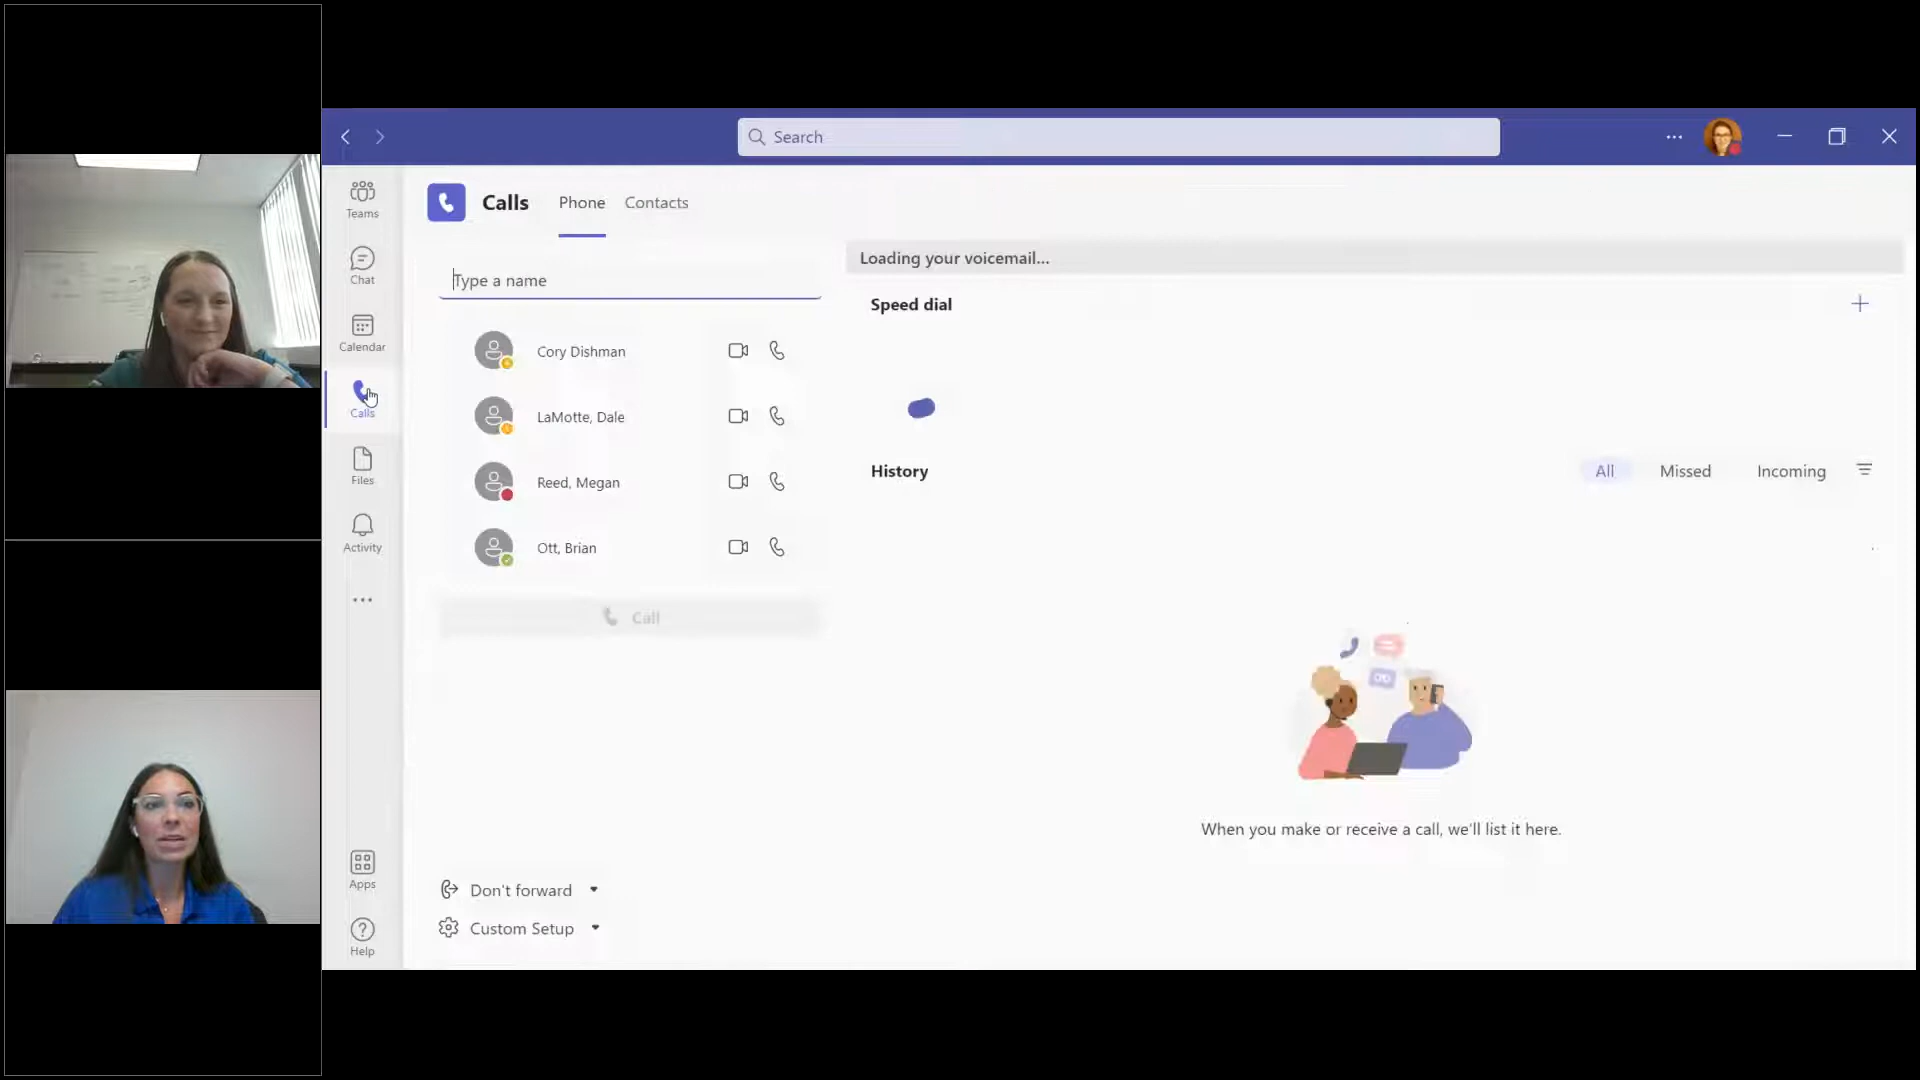 Search
Teams
Chat
Calendar
Calls
Files
Activity
Apps
Help
Calls
Phone
Contacts
Type a name
Cory Dishman
LaMotte, Dale
Reed, Megan
Ott, Brian
Call
Don't forward
Custom Setup
Loading your voicemail...
Speed dial
History
All
Missed
Incoming
When you make or receive a call, we'll list it here.